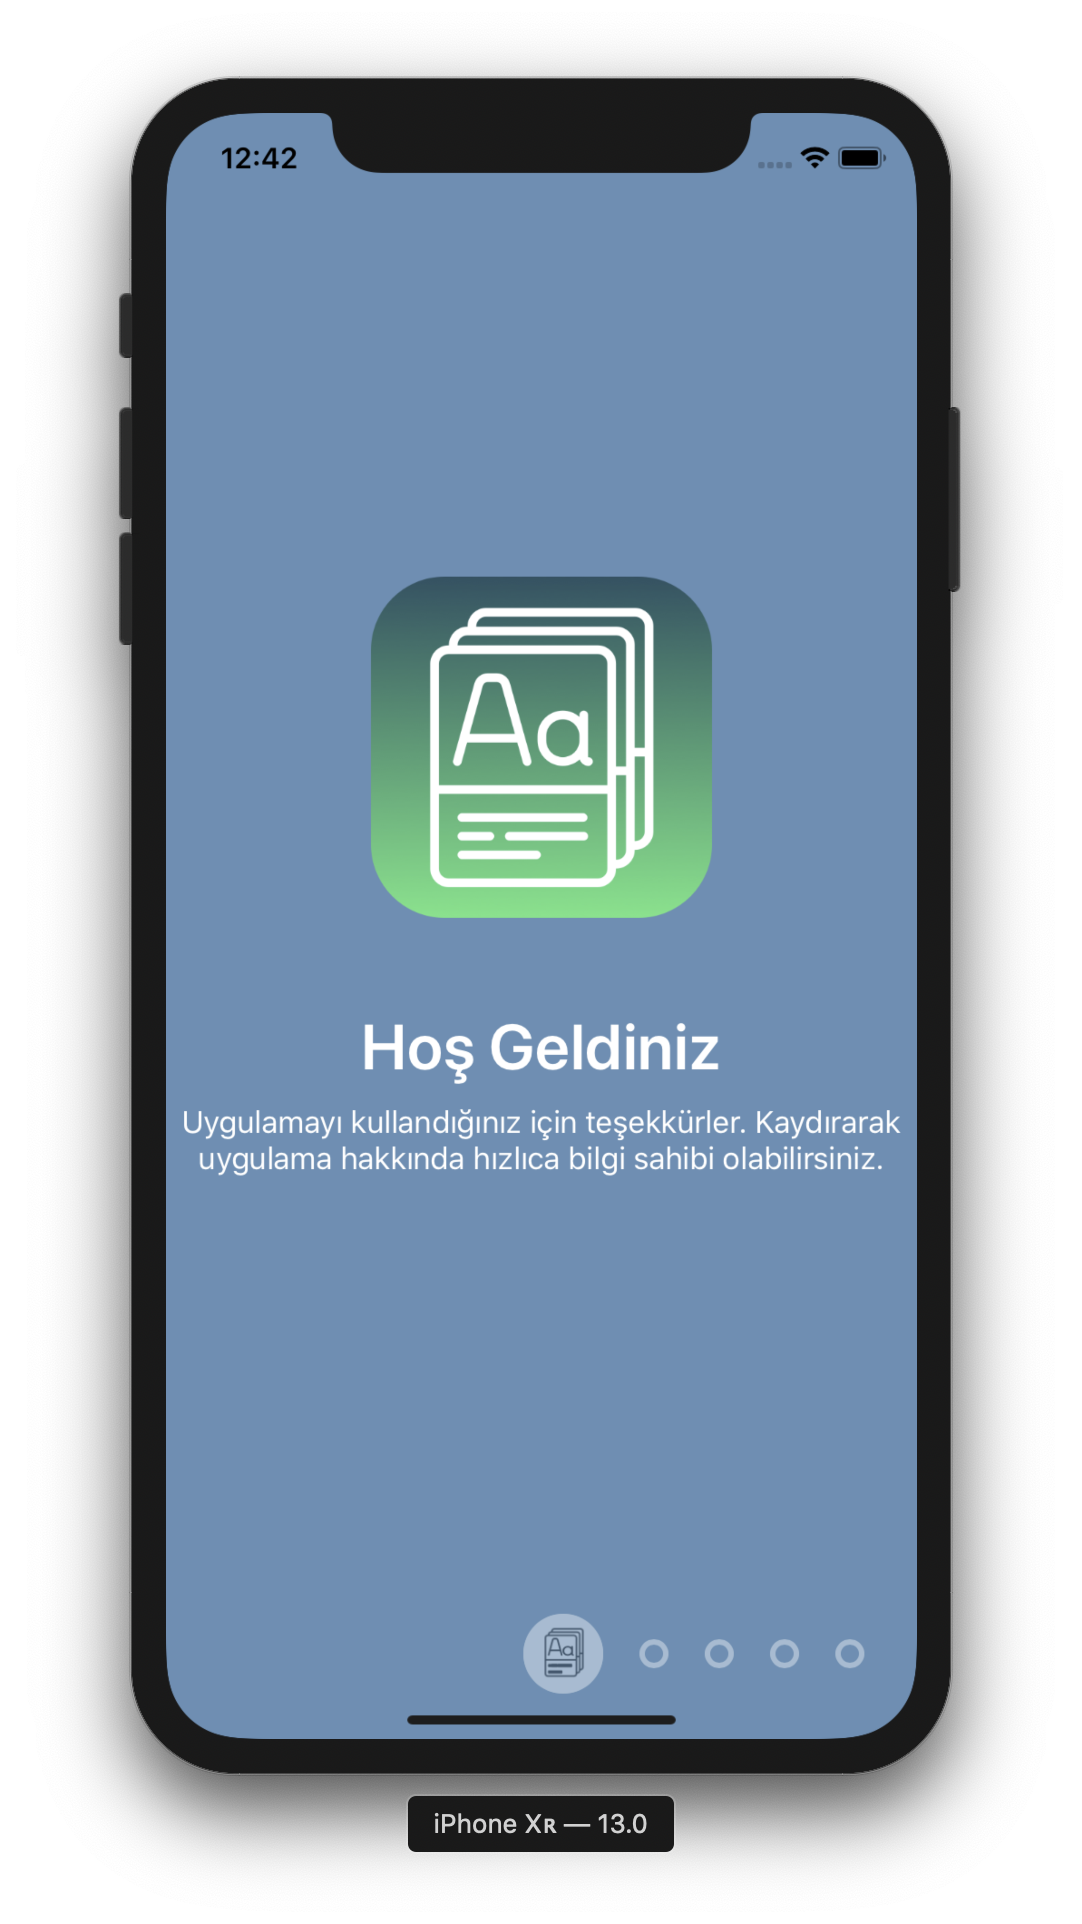 12:42
Aa
Hoş Geldiniz
Uygulamayı kullandığınız için teşekkürler. Kaydırarak
uygulama hakkında hızlıca bilgi sahibi olabilirsiniz.
Aa
iPhone Xʀ — 13.0